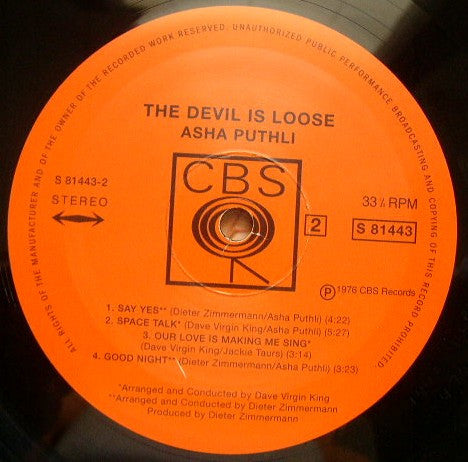 ALL RIGHTS OF THE MANUFACTURER AND OF THE OWNER OF THE RECORDED WORK RESERVED. UNAUTHORIZED PUBLIC PERFORMANCE BROADCASTING AND COPYING OF THIS RECORD PROHIBITED.
THE DEVIL IS LOOSE
ASHA PUTHLI
S 81443-2
STEREO
CBS
33⅓ RPM
2
S 81443
Ⓟ 1976 CBS Records
1. SAY YES** (Dieter Zimmermann/Asha Puthli) (4:22)
2. SPACE TALK* (Dave Virgin King/Asha Puthli) (5:27)
3. OUR LOVE IS MAKING ME SING*
(Dave Virgin King/Jackie Taurs) (3:14)
4. GOOD NIGHT** (Dieter Zimmermann/Asha Puthli) (3:23)
*Arranged and Conducted by Dave Virgin King
**Arranged and Conducted by Dieter Zimmermann
Produced by Dieter Zimmermann